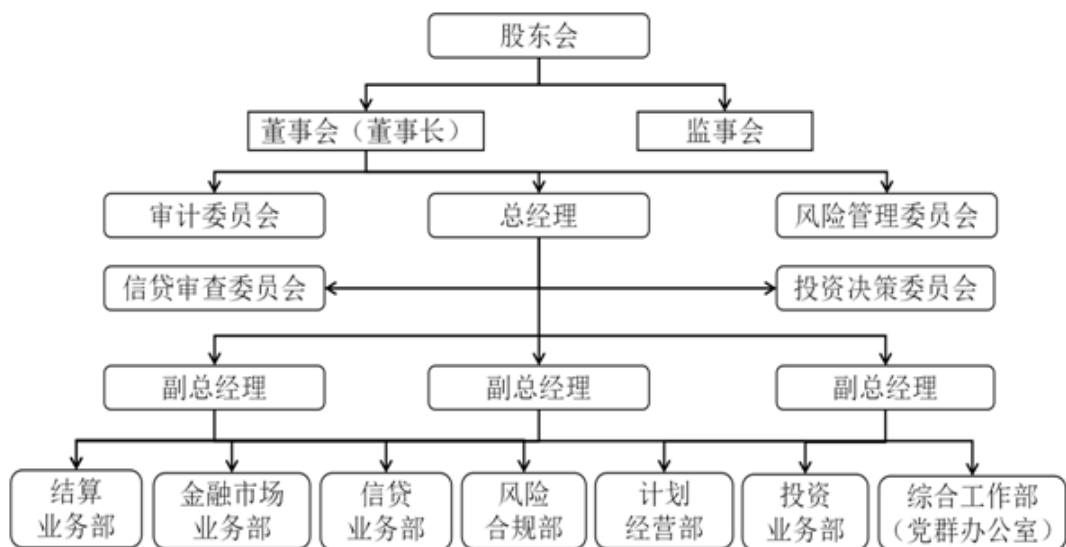 股东会
董事会（董事长）
监事会
审计委员会
总经理
风险管理委员会
信贷审查委员会
投资决策委员会
副总经理
副总经理
副总经理
结算
业务部
金融市场
业务部
信贷
业务部
风险
合规部
计划
经营部
投资
业务部
综合工作部
（党群办公室）